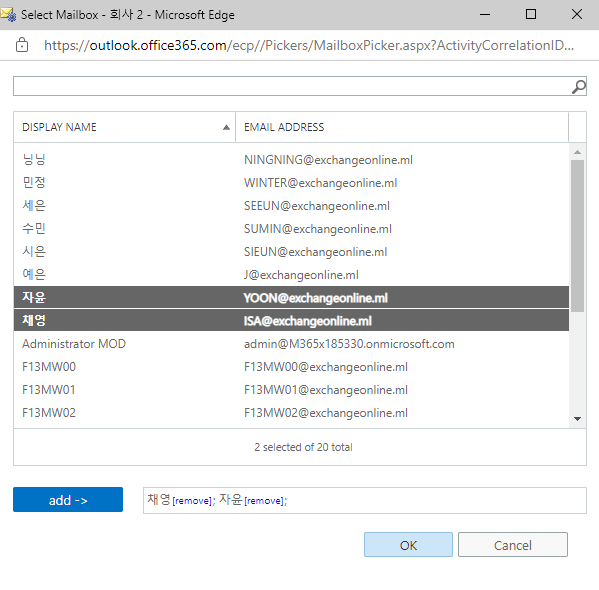 Select Mailbox - 회사 2 - Microsoft Edge
https://outlook.office365.com/ecp//Pickers/MailboxPicker.aspx?ActivityCorrelationID...
DISPLAY NAME EMAIL ADDRESS
닝닝 NINGNING@exchangeonline.ml
민정 WINTER@exchangeonline.ml
세은 SEEUN@exchangeonline.ml
수민 SUMIN@exchangeonline.ml
시은 SIEUN@exchangeonline.ml
예은 J@exchangeonline.ml
자윤 YOON@exchangeonline.ml
채영 ISA@exchangeonline.ml
Administrator MOD admin@M365x185330.onmicrosoft.com
F13MW00 F13MW00@exchangeonline.ml
F13MW01 F13MW01@exchangeonline.ml
F13MW02 F13MW02@exchangeonline.ml
2 selected of 20 total
add -> 채영[remove]; 자윤[remove];
OK Cancel